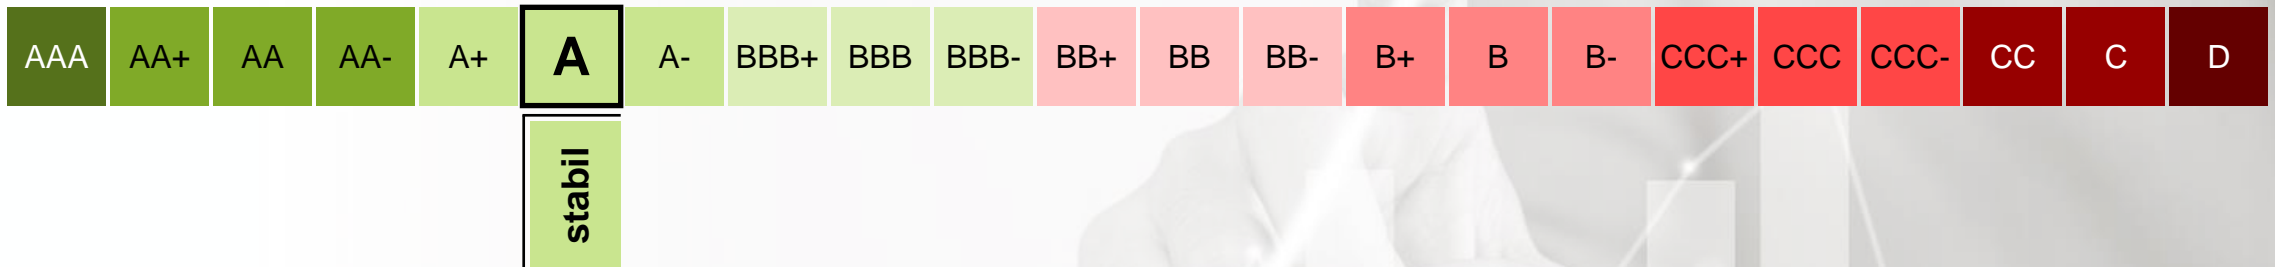 AAA AA+ AA AA- A+ A A- BBB+ BBB BBB- BB+ BB BB- B+ B B- CCC+ CCC CCC- CC C D
stabil